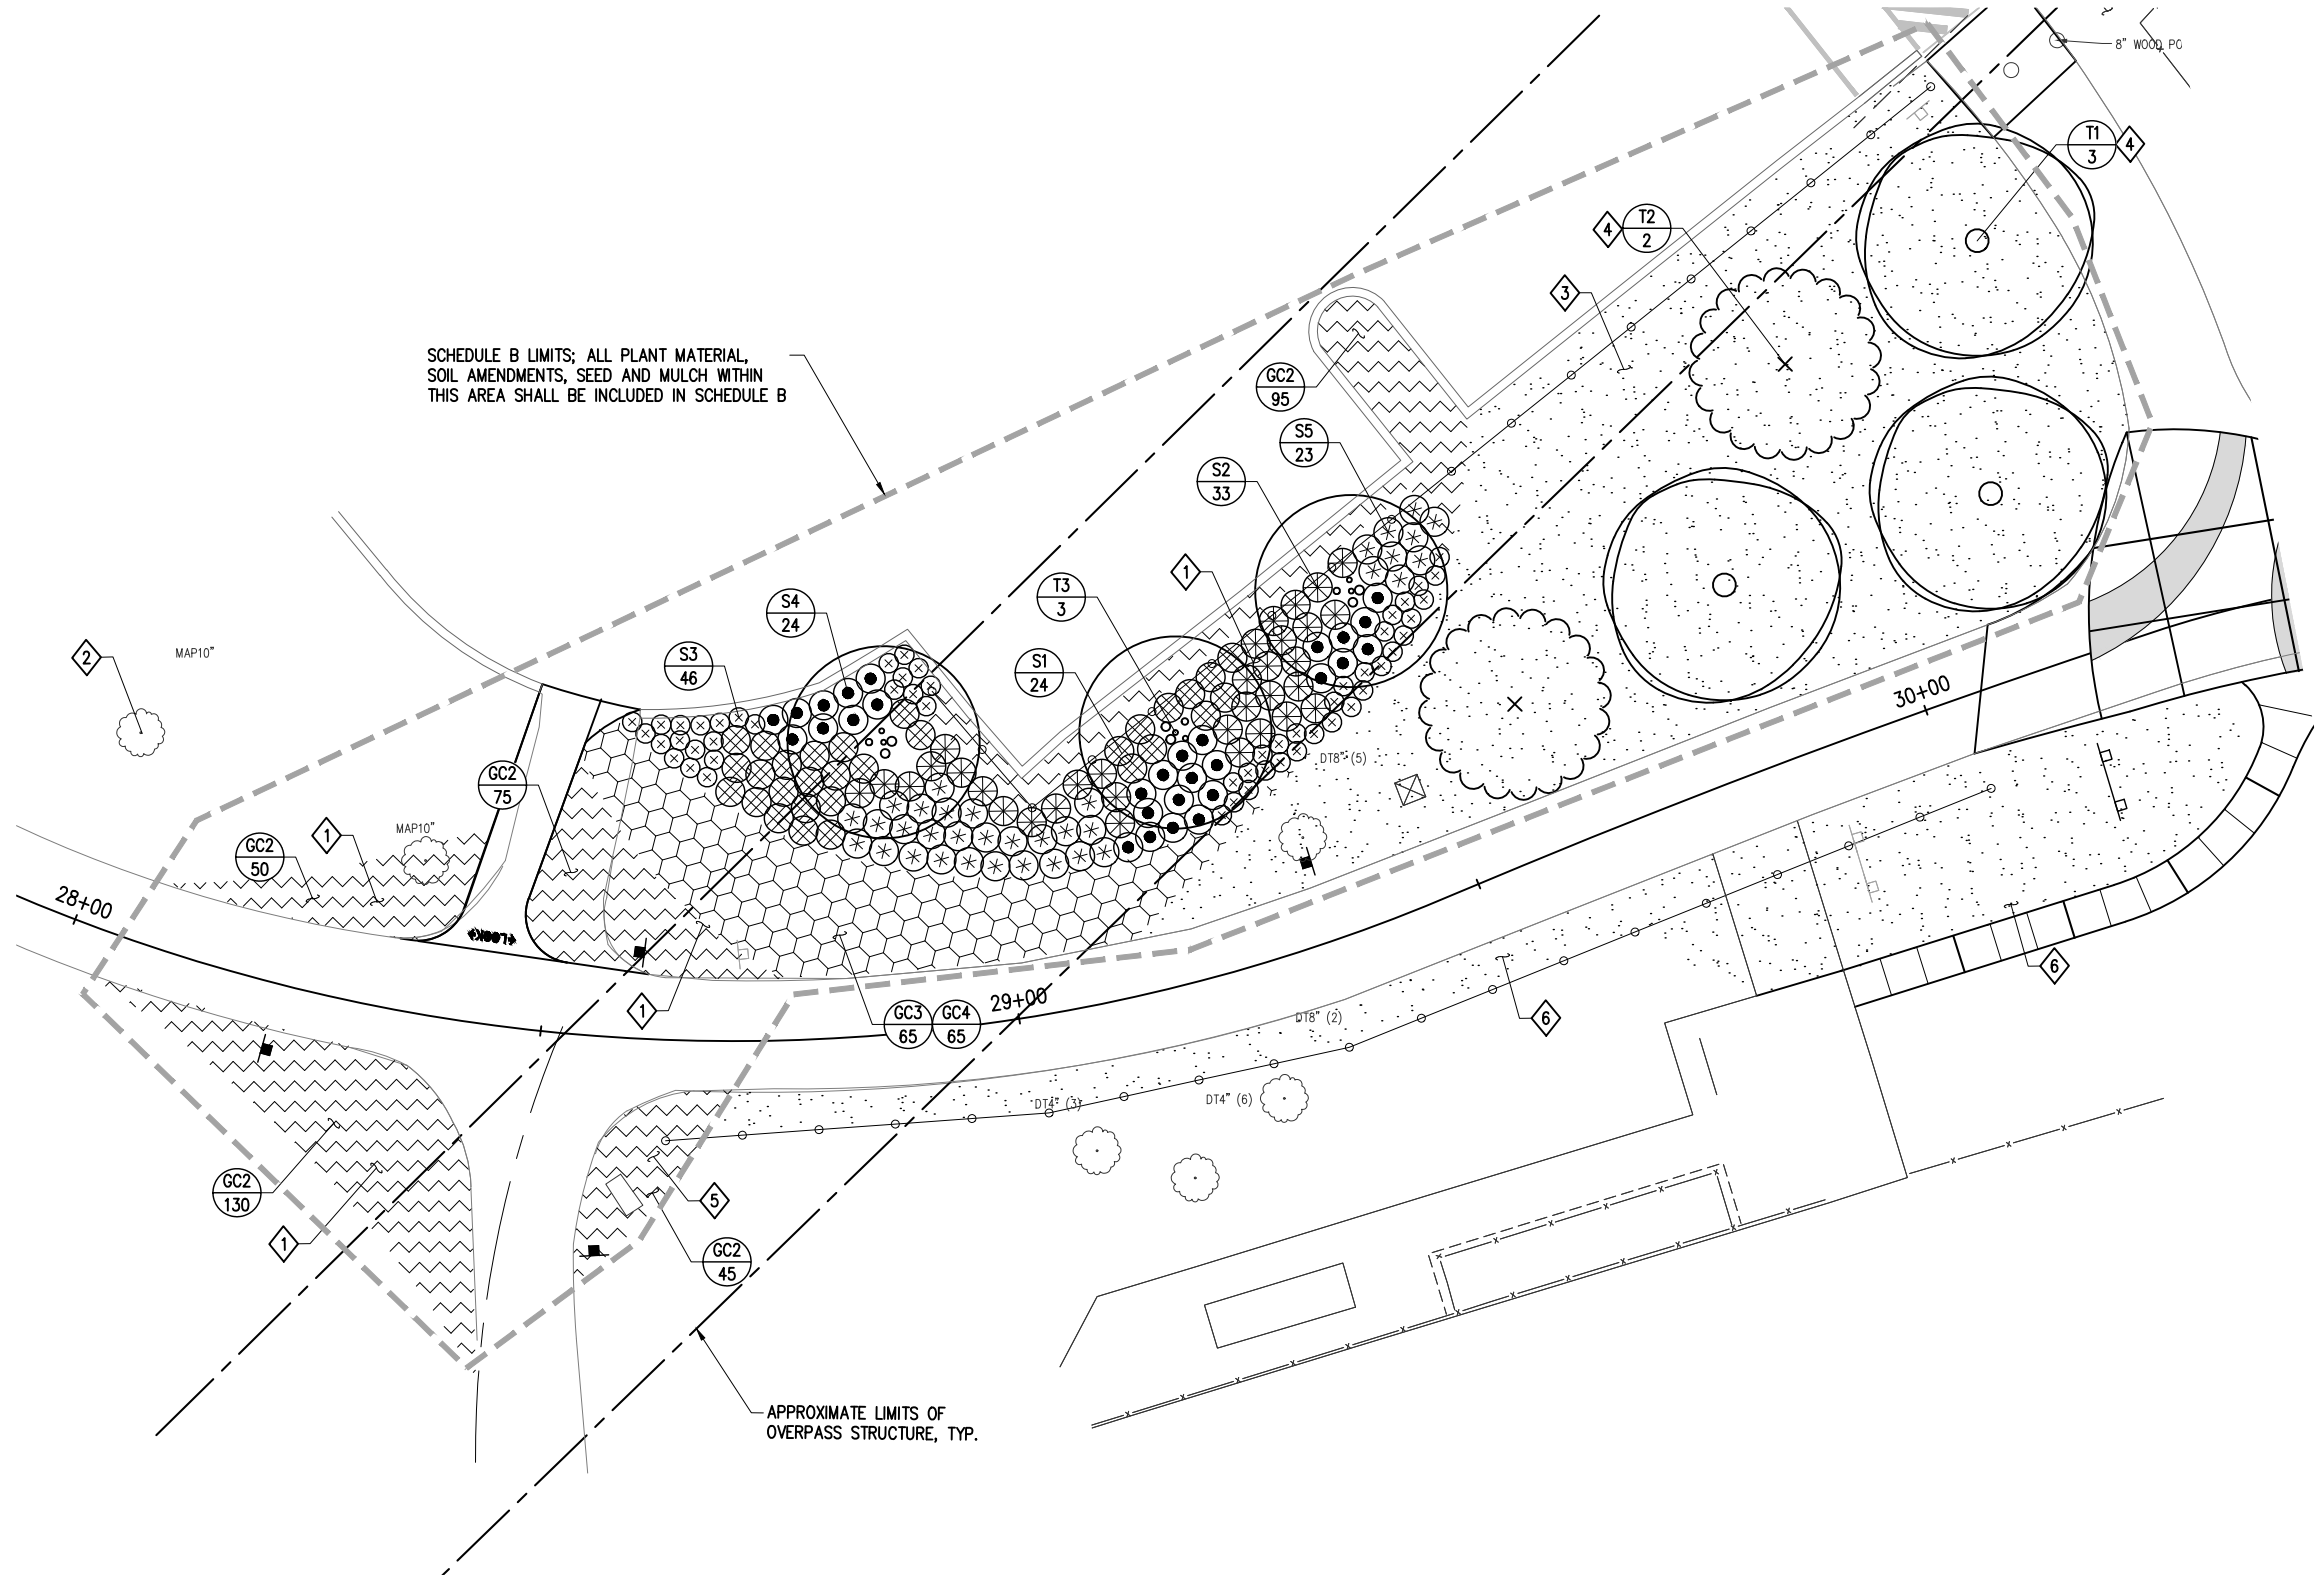 8" WOOD PO
T1
3
4
4
T2
2
3
SCHEDULE B LIMITS; ALL PLANT MATERIAL,
SOIL AMENDMENTS, SEED AND MULCH WITHIN
THIS AREA SHALL BE INCLUDED IN SCHEDULE B
GC2
95
S5
23
S2
33
1
T3
3
S4
24
S3
46
S1
24
2
MAP10"
30+00
DT8" (5)
GC2
75
MAP10"
1
GC2
50
28+00
1
GC3
65
GC4
65
29+00
6
6
DT8" (2)
DT4" (3)
DT4" (6)
GC2
130
1
5
GC2
45
APPROXIMATE LIMITS OF
OVERPASS STRUCTURE, TYP.